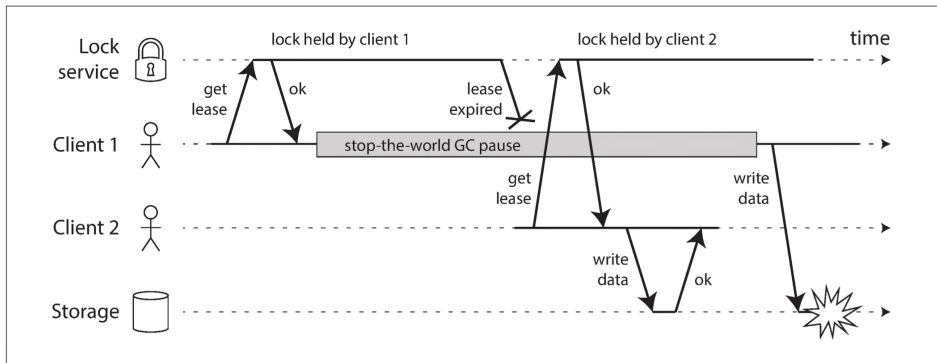 lock held by client 1
lock held by client 2
time
Lock
service
get
lease
ok
lease
expired
ok
Client 1
stop-the-world GC pause
get
lease
write
data
Client 2
write
data
ok
Storage